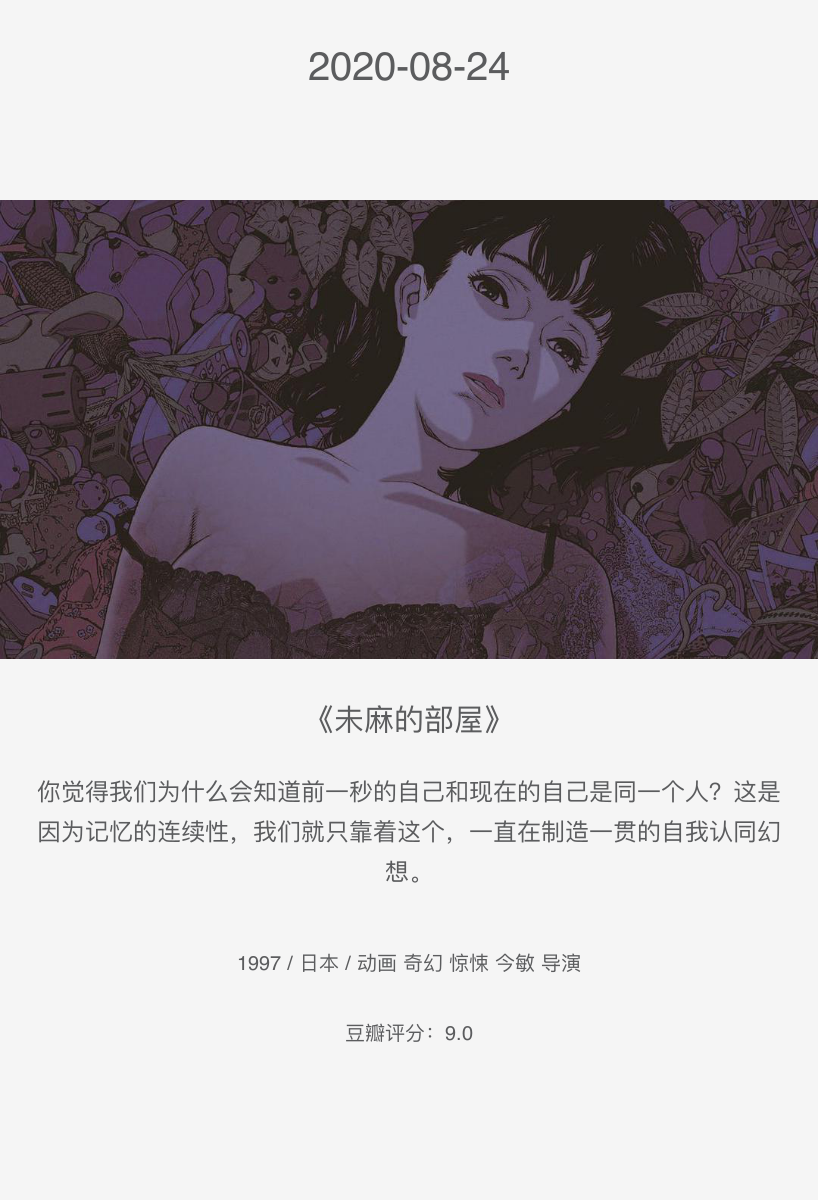 2020-08-24
《未麻的部屋》
你觉得我们为什么会知道前一秒的自己和现在的自己是同一个人？这是
因为记忆的连续性，我们就只靠着这个，一直在制造一贯的自我认同幻
想。
1997 / 日本 / 动画 奇幻 惊悚 今敏 导演
豆瓣评分：9.0